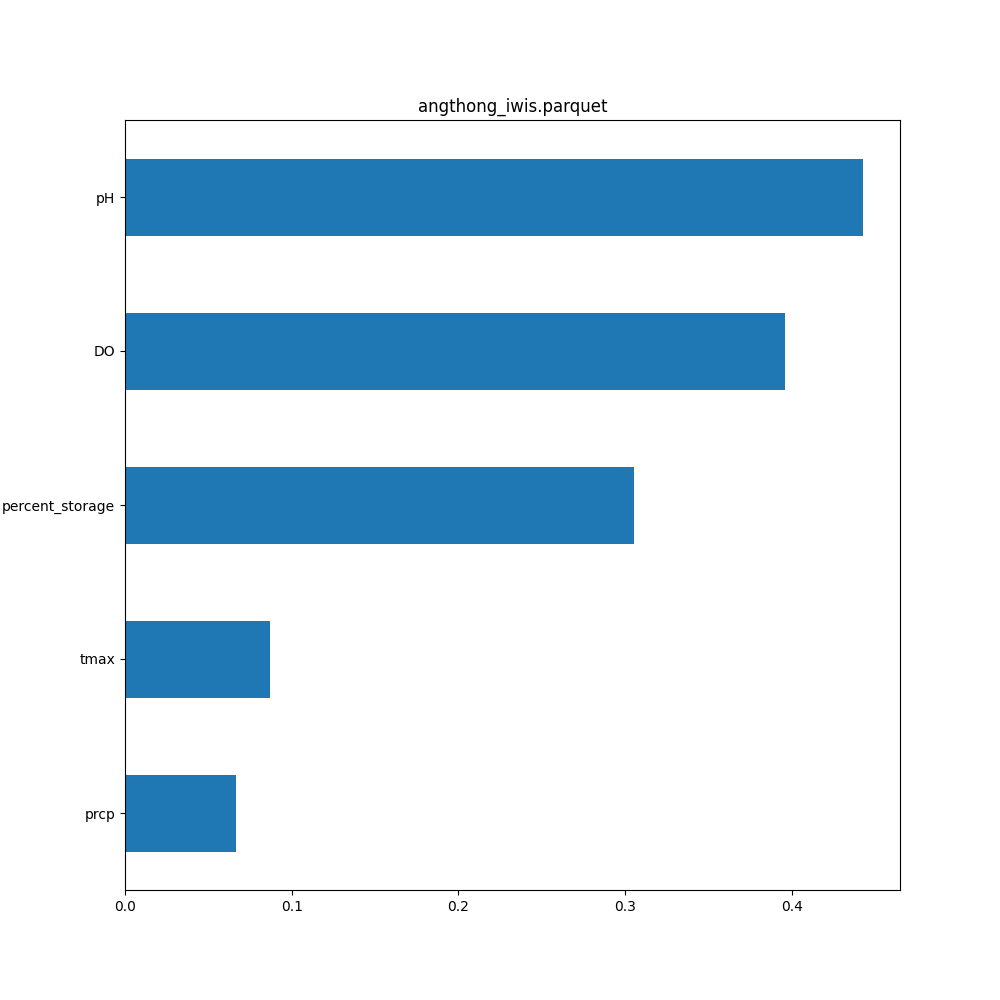 angthong_iwis.parquet
pH
DO
percent_storage
tmax
prcp
0.0 0.1 0.2 0.3 0.4